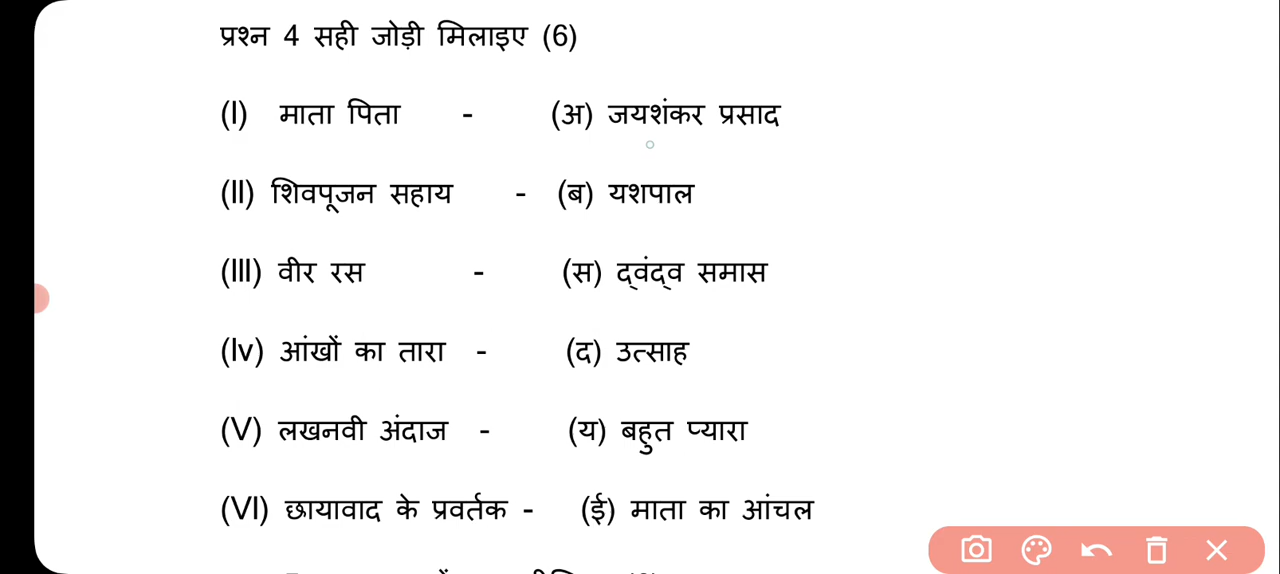 प्रश्न 4 सही जोड़ी मिलाइए (6)
(I) माता पिता - (अ) जयशंकर प्रसाद
(II) शिवपूजन सहाय - (ब) यशपाल
(III) वीर रस - (स) द्वंद्व समास
(Iv) आंखों का तारा - (द) उत्साह
(V) लखनवी अंदाज - (य) बहुत प्यारा
(VI) छायावाद के प्रवर्तक - (ई) माता का आंचल